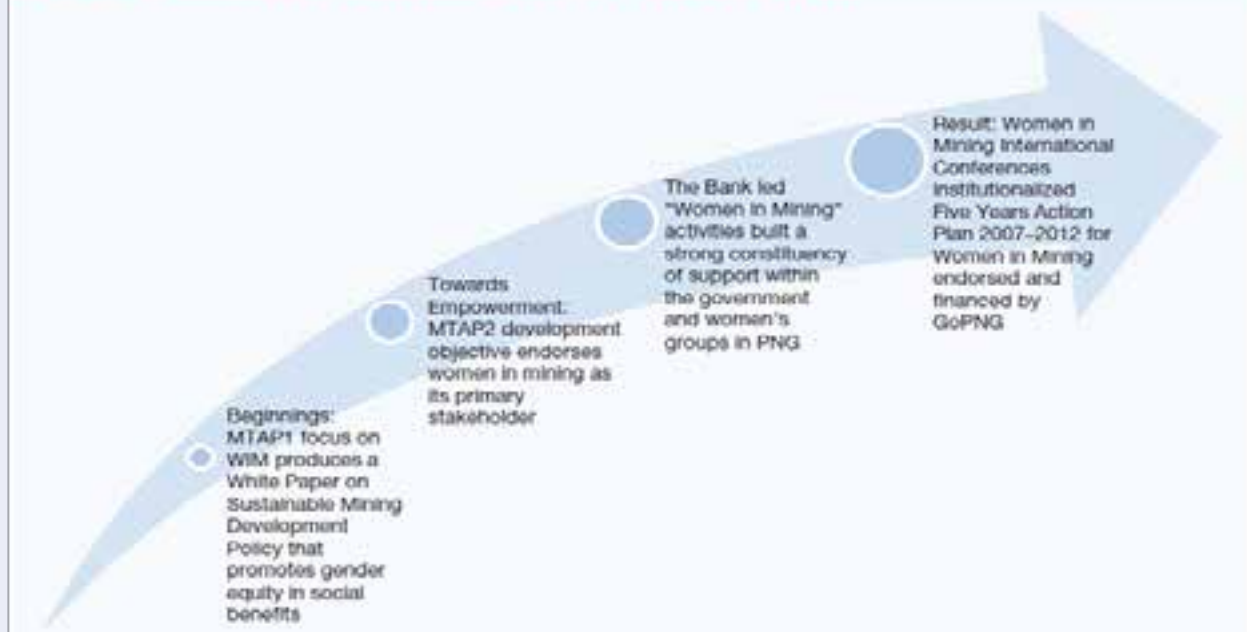 Beginnings:
MTAP1 focus on
WIM produces a
White Paper on
Sustainable Mining
Development
Policy that
promotes gender
equity in social
benefits
Towards
Empowerment:
MTAP2 development
objective endorses
women in mining as
its primary
stakeholder
The Bank led
"Women in Mining"
activities built a
strong constituency
of support within
the government
and women's
groups in PNG
Result: Women in
Mining International
Conferences
Institutionalized
Five Years Action
Plan 2007–2012 for
Women in Mining
endorsed and
financed by
GoPNG